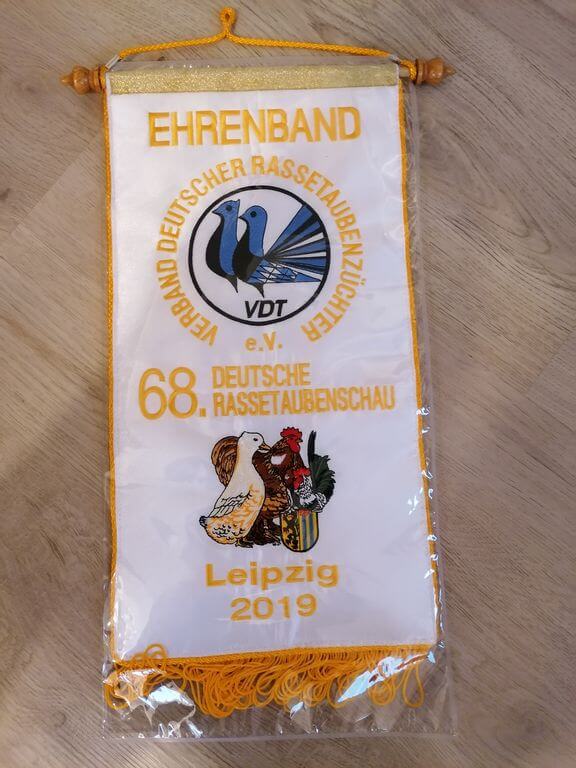 EHRENBAND
VERBAND DEUTSCHER RASSETAUBENZÜCHTER
e.V.
VDT
68. DEUTSCHE
RASSETAUBENSCHAU
Leipzig
2019